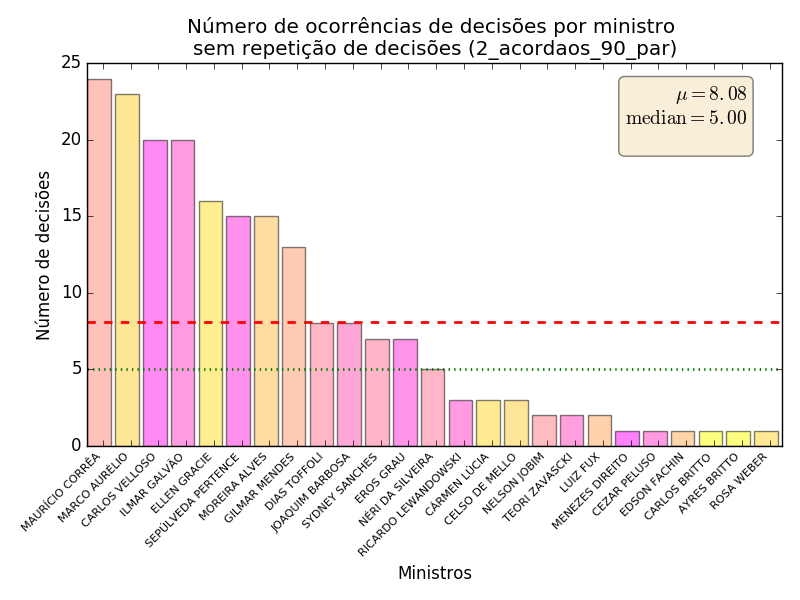 Número de ocorrências de decisões por ministro
sem repetição de decisões (2_acordaos_90_par)
μ = 8.08
median = 5.00
Número de decisões
25
20
15
10
5
0
MAURÍCIO CORRÊA
MARCO AURÉLIO
CARLOS VELLOSO
ILMAR GALVÃO
ELLEN GRACIE
SEPÚLVEDA PERTENCE
MOREIRA ALVES
GILMAR MENDES
DIAS TOFFOLI
JOAQUIM BARBOSA
SYDNEY SANCHES
EROS GRAU
NÉRI DA SILVEIRA
RICARDO LEWANDOWSKI
CÁRMEN LÚCIA
CELSO DE MELLO
NELSON JOBIM
TEORI ZAVASCKI
LUIZ FUX
MENEZES DIREITO
CEZAR PELUSO
EDSON FACHIN
CARLOS BRITTO
AYRES BRITTO
ROSA WEBER
Ministros